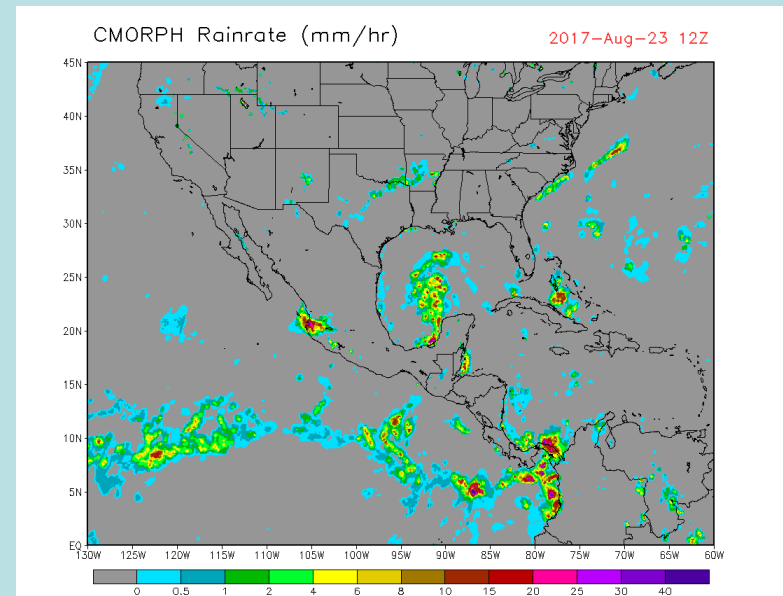 CMORPH Rainrate (mm/hr)
2017-Aug-23 12Z
45N
40N
35N
30N
25N
20N
15N
10N
5N
EQ
130W 125W 120W 115W 110W 105W 100W 95W 90W 85W 80W 75W 70W 65W 60W
0 0.5 1 2 4 6 8 10 15 20 25 30 40